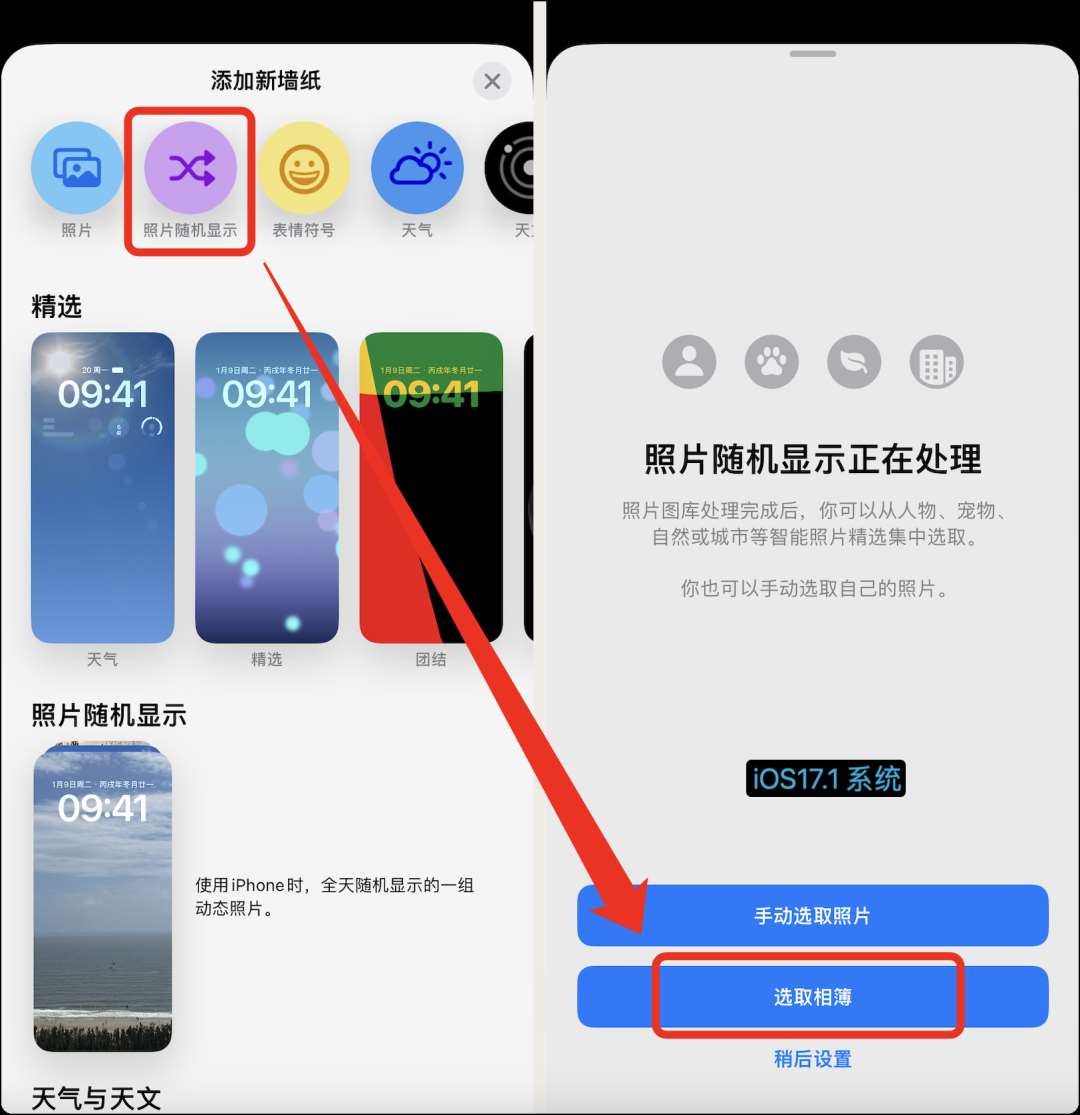 添加新墙纸
照片
照片随机显示
表情符号
天气
精选
20 周一
09:41
天气
1月9日周二 · 丙戌年冬月廿一
09:41
精选
1月9日周二 · 丙戌年冬月廿一
09:41
团结
照片随机显示
1月9日周二 · 丙戌年冬月廿一
09:41
使用iPhone时，全天随机显示的一组
动态照片。
天气与天文
照片随机显示正在处理
照片图库处理完成后，你可以从人物、宠物、
自然或城市等智能照片精选集中选取。
你也可以手动选取自己的照片。
iOS17.1 系统
手动选取照片
选取相簿
稍后设置